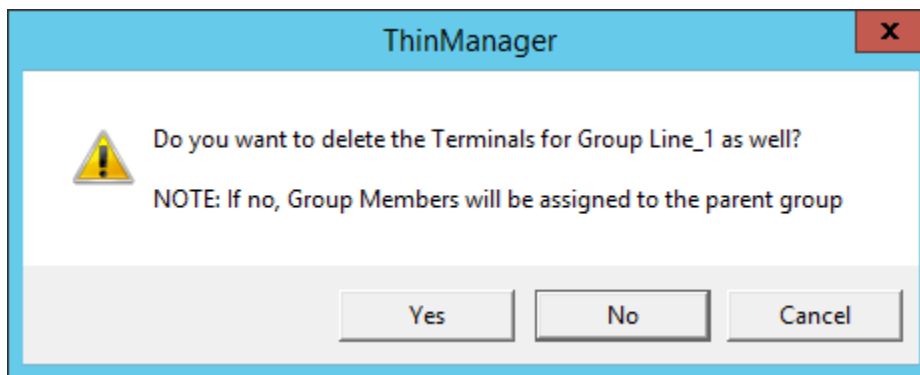 ThinManager
x
Do you want to delete the Terminals for Group Line_1 as well?
NOTE: If no, Group Members will be assigned to the parent group
Yes No Cancel